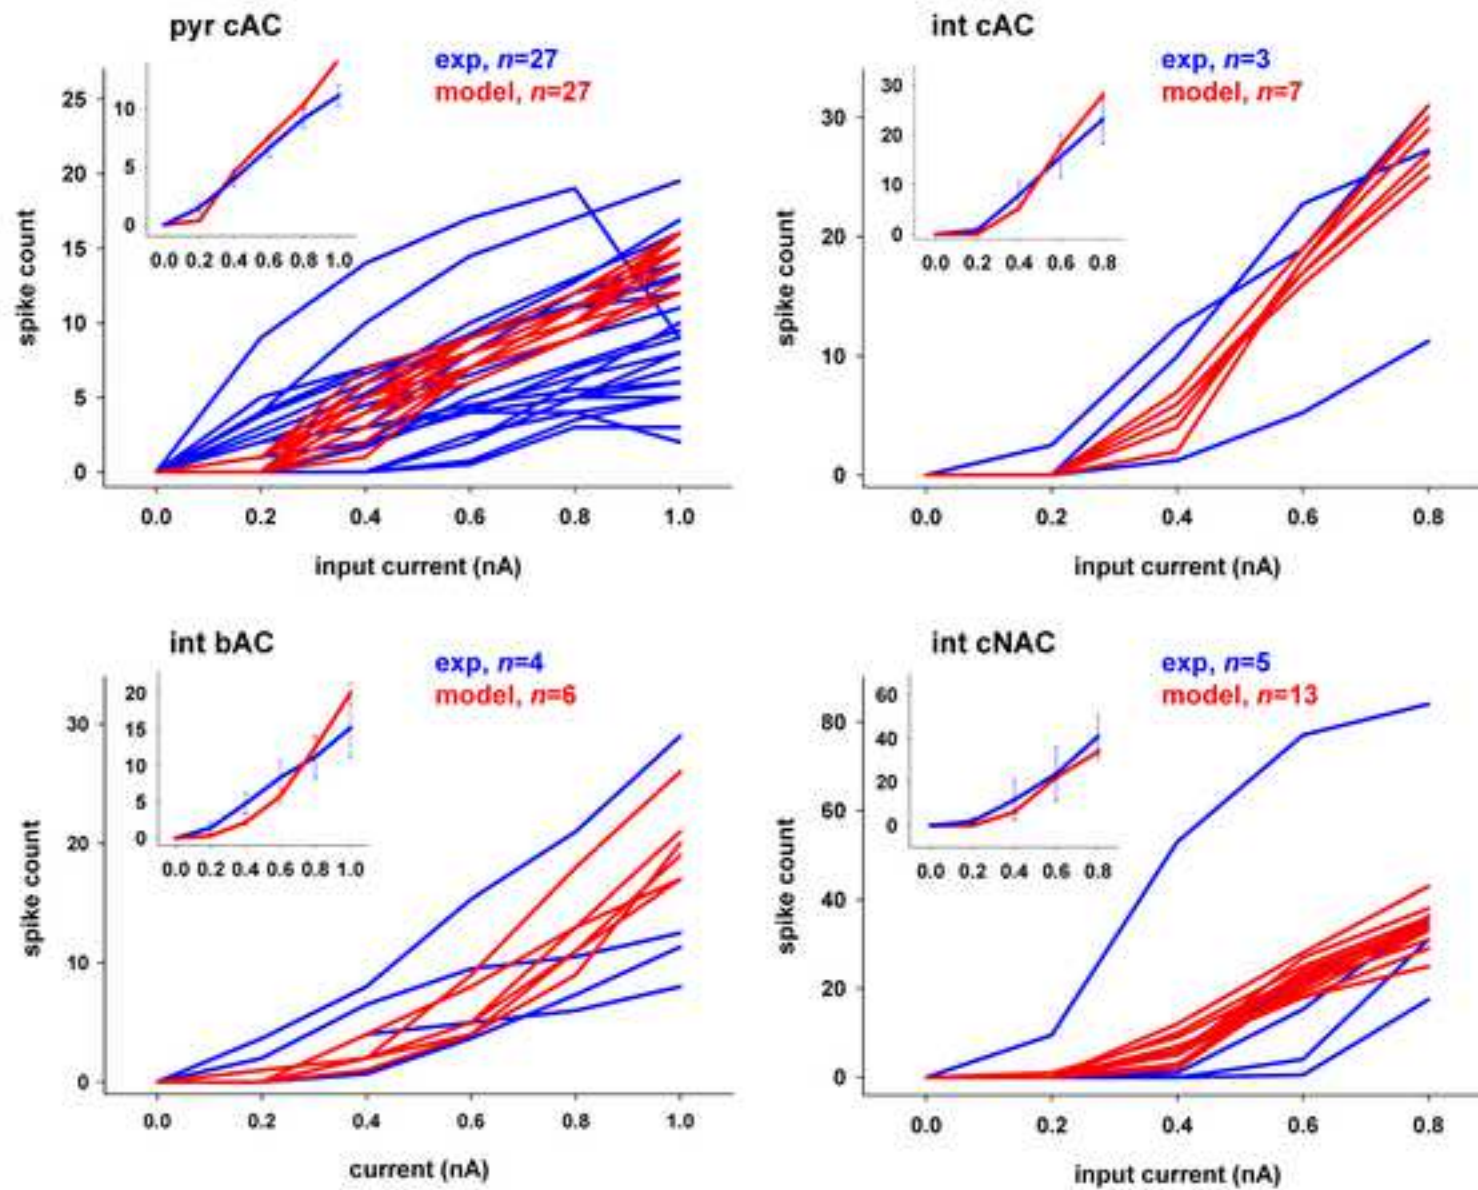 pyr cAC
exp, n=27
model, n=27
25
20
15
10
5
0
spike count
10
5
0
0.0 0.2 0.4 0.6 0.8 1.0
0.0 0.2 0.4 0.6 0.8 1.0
input current (nA)
int cAC
exp, n=3
model, n=7
30
20
10
0
spike count
30
20
10
0
0.0 0.2 0.4 0.6 0.8
0.0 0.2 0.4 0.6 0.8
input current (nA)
int bAC
exp, n=4
model, n=6
30
20
10
0
spike count
20
15
10
5
0
0.0 0.2 0.4 0.6 0.8 1.0
0.0 0.2 0.4 0.6 0.8 1.0
current (nA)
int cNAC
exp, n=5
model, n=13
80
60
40
20
0
spike count
60
40
20
0
0.0 0.2 0.4 0.6 0.8
0.0 0.2 0.4 0.6 0.8
input current (nA)